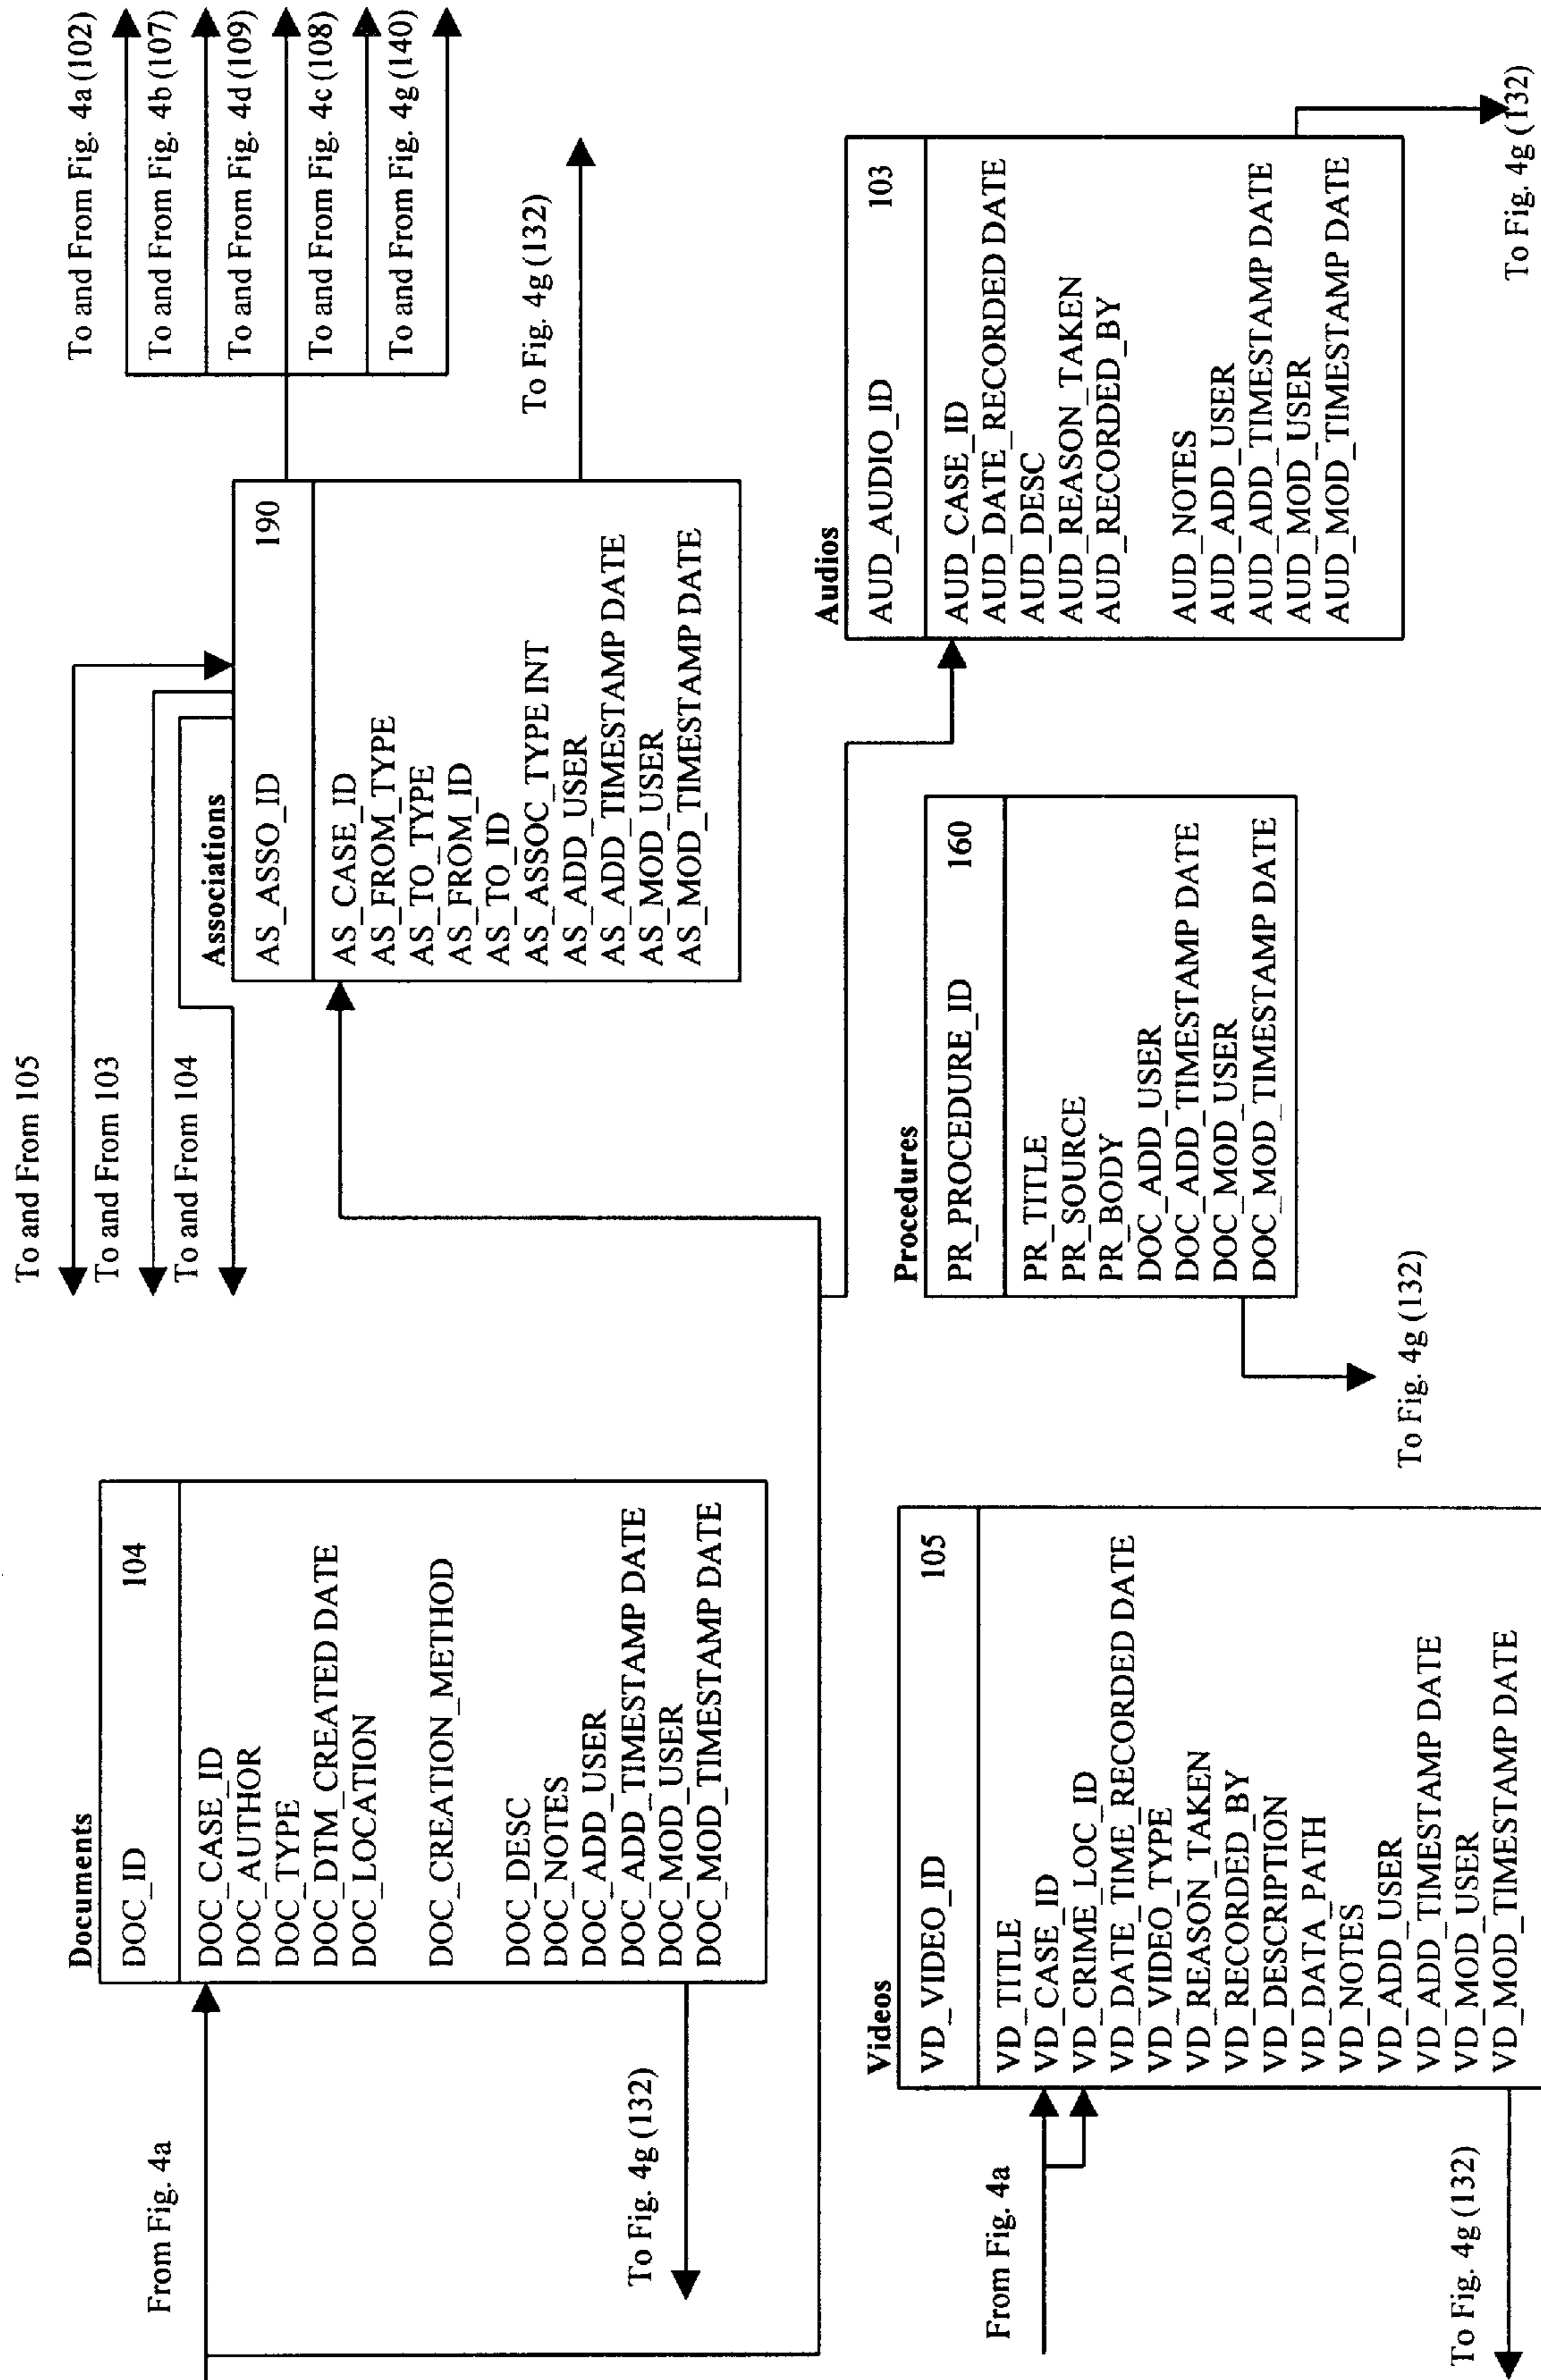 From Fig. 4a
Documents
DOC_ID 104
DOC_CASE_ID
DOC_AUTHOR
DOC_TYPE
DOC_DTM_CREATED DATE
DOC_LOCATION
DOC_CREATION_METHOD
DOC_DESC
DOC_NOTES
DOC_ADD_USER
DOC_ADD_TIMESTAMP DATE
DOC_MOD_USER
DOC_MOD_TIMESTAMP DATE
To Fig. 4g (132)
To and From 105
To and From 103
To and From 104
Associations
AS_ASSO_ID 190
AS_CASE_ID
AS_FROM_TYPE
AS_TO_TYPE
AS_FROM_ID
AS_TO_ID
AS_ASSOC_TYPE INT
AS_ADD_USER
AS_ADD_TIMESTAMP DATE
AS_MOD_USER
AS_MOD_TIMESTAMP DATE
To and From Fig. 4a (102)
To and From Fig. 4b (107)
To and From Fig. 4d (109)
To and From Fig. 4c (108)
To and From Fig. 4g (140)
To Fig. 4g (132)
From Fig. 4a
Videos
VD_VIDEO_ID 105
VD_TITLE
VD_CASE_ID
VD_CRIME_LOC_ID
VD_DATE_TIME_RECORDED DATE
VD_VIDEO_TYPE
VD_REASON_TAKEN
VD_RECORDED_BY
VD_DESCRIPTION
VD_DATA_PATH
VD_NOTES
VD_ADD_USER
VD_ADD_TIMESTAMP DATE
VD_MOD_USER
VD_MOD_TIMESTAMP DATE
To Fig. 4g (132)
Procedures
PR_PROCEDURE_ID 160
PR_TITLE
PR_SOURCE
PR_BODY
DOC_ADD_USER
DOC_ADD_TIMESTAMP DATE
DOC_MOD_USER
DOC_MOD_TIMESTAMP DATE
To Fig. 4g (132)
Audios
AUD_AUDIO_ID 103
AUD_CASE_ID
AUD_DATE_RECORDED DATE
AUD_DESC
AUD_REASON_TAKEN
AUD_RECORDED_BY
AUD_NOTES
AUD_ADD_USER
AUD_ADD_TIMESTAMP DATE
AUD_MOD_USER
AUD_MOD_TIMESTAMP DATE
To Fig. 4g (132)